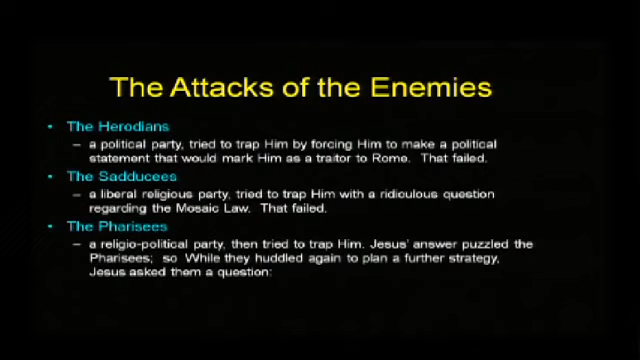 The Attacks of the Enemies
• The Herodians
– a political party, tried to trap Him by forcing Him to make a political
statement that would mark Him as a traitor to Rome. That failed.
• The Sadducees
– a liberal religious party, tried to trap Him with a ridiculous question
regarding the Mosaic Law. That failed.
• The Pharisees
– a religio-political party, then tried to trap Him. Jesus' answer puzzled the
Pharisees; so While they huddled again to plan a further strategy,
Jesus asked them a question: